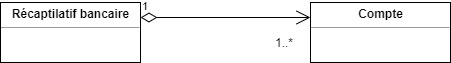 Récaptilatif bancaire
1
1..*
Compte